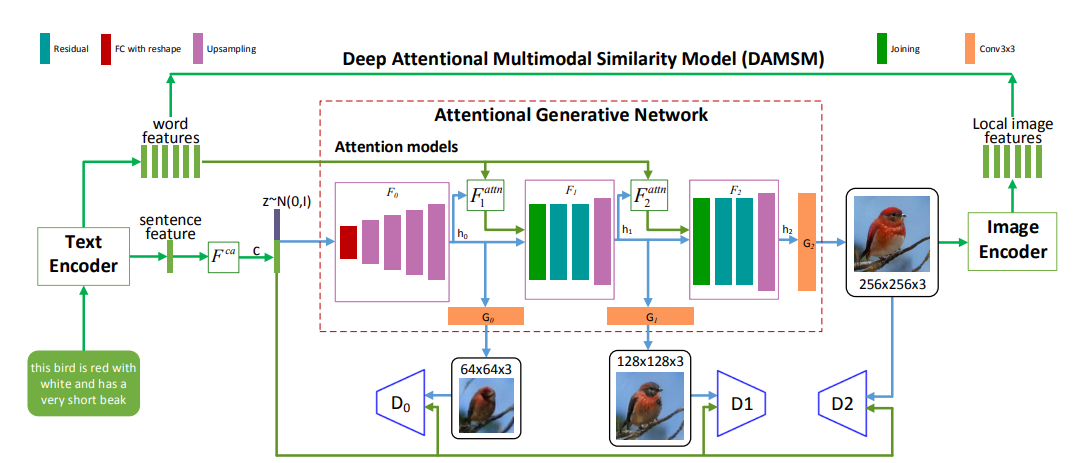 Residual
FC with reshape
Upsampling
Joining
Conv3x3
Deep Attentional Multimodal Similarity Model (DAMSM)
Attentional Generative Network
word
features
Local image
features
Attention models
z~N(0,I)
F₀
F₁ᵃᵗᵗⁿ
F₁
F₂ᵃᵗᵗⁿ
F₂
sentence
feature
Text
Encoder
Fᶜᵃ
c
h₀
h₁
h₂
G₂
Image
Encoder
256x256x3
G₀
G₁
this bird is red with
white and has a
very short beak
64x64x3
128x128x3
D₀
D1
D2